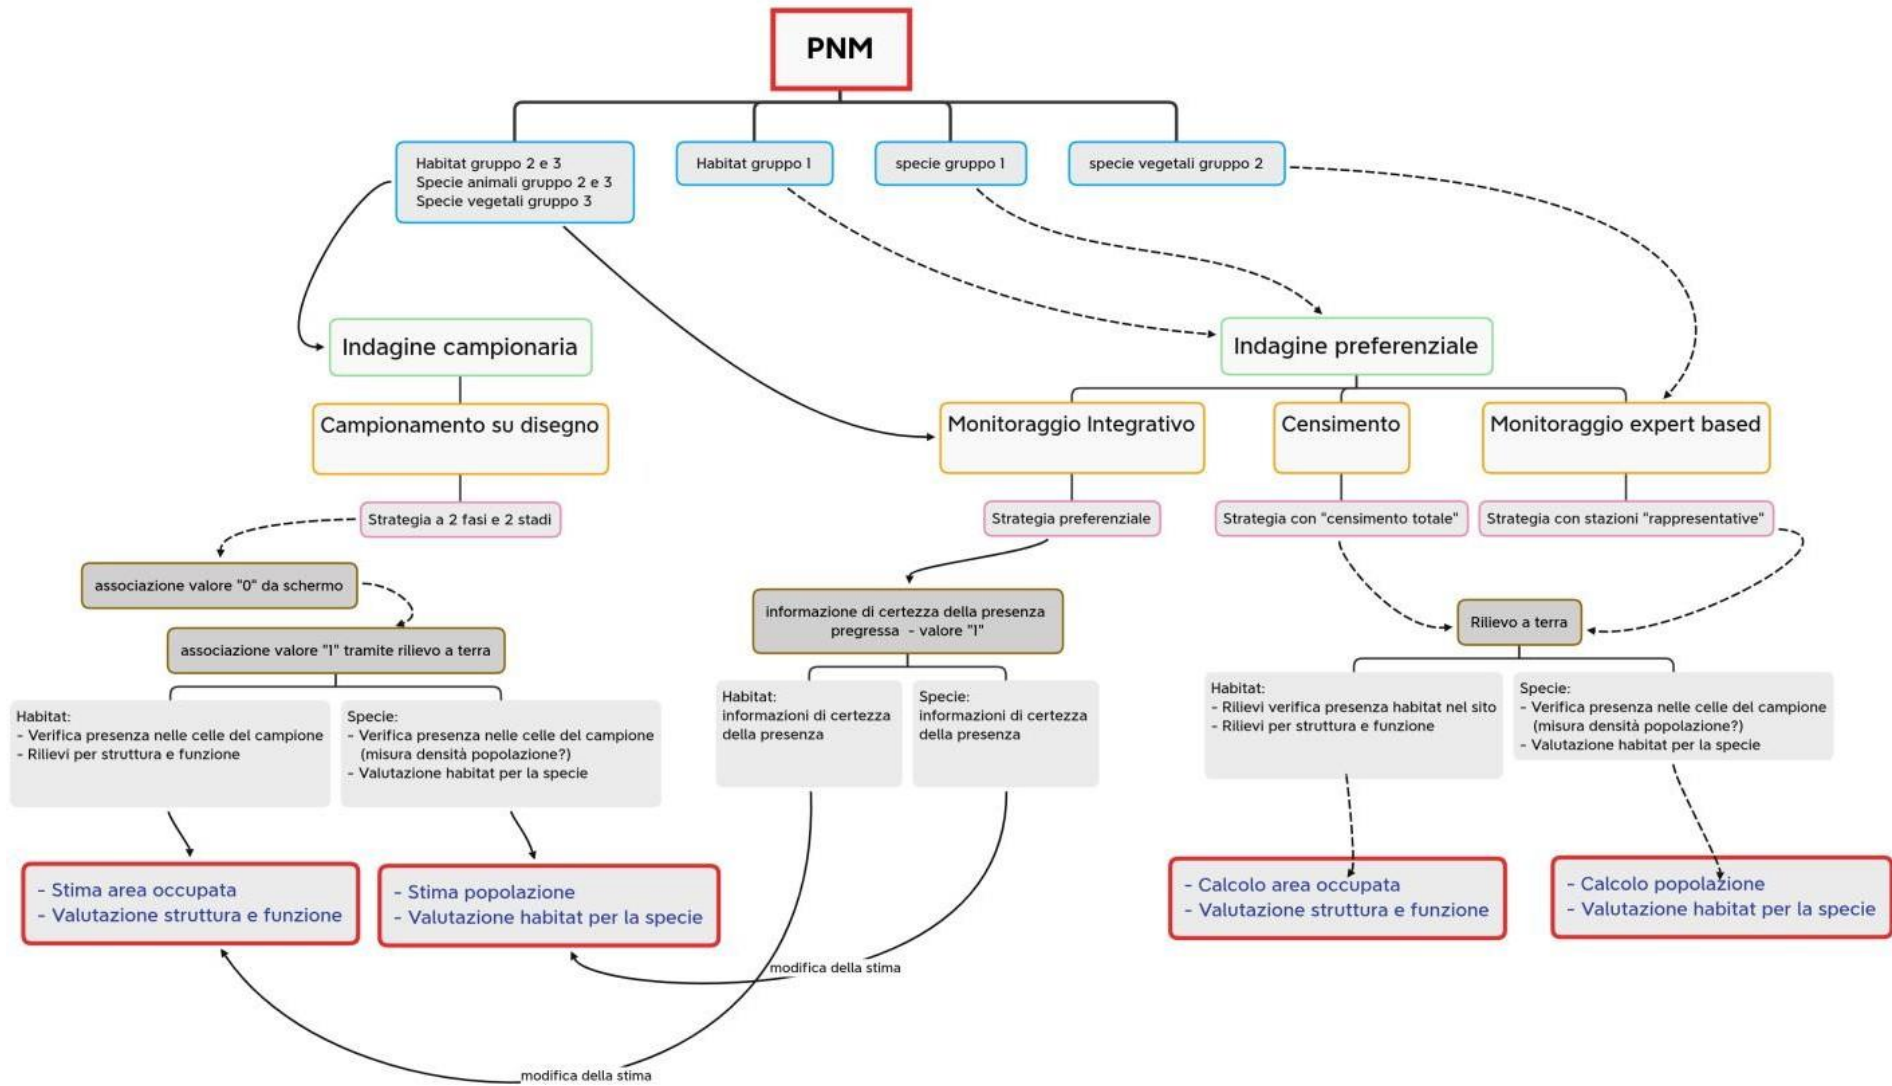 PNM
Habitat gruppo 2 e 3
Specie animali gruppo 2 e 3
Specie vegetali gruppo 3
Habitat gruppo 1
specie gruppo 1
specie vegetali gruppo 2
Indagine campionaria
Indagine preferenziale
Campionamento su disegno
Monitoraggio Integrativo
Censimento
Monitoraggio expert based
Strategia a 2 fasi e 2 stadi
Strategia preferenziale
Strategia con "censimento totale"
Strategia con stazioni "rappresentative"
associazione valore "0" da schermo
associazione valore "1" tramite rilievo a terra
informazione di certezza della presenza
pregressa - valore "1"
Rilievo a terra
Habitat:
- Verifica presenza nelle celle del campione
- Rilievi per struttura e funzione
Specie:
- Verifica presenza nelle celle del campione
(misura densità popolazione?)
- Valutazione habitat per la specie
Habitat:
informazioni di certezza
della presenza
Specie:
informazioni di certezza
della presenza
Habitat:
- Rilievi verifica presenza habitat nel sito
- Rilievi per struttura e funzione
Specie:
- Verifica presenza nelle celle del campione
(misura densità popolazione?)
- Valutazione habitat per la specie
- Stima area occupata
- Valutazione struttura e funzione
- Stima popolazione
- Valutazione habitat per la specie
- Calcolo area occupata
- Valutazione struttura e funzione
- Calcolo popolazione
- Valutazione habitat per la specie
modifica della stima
modifica della stima